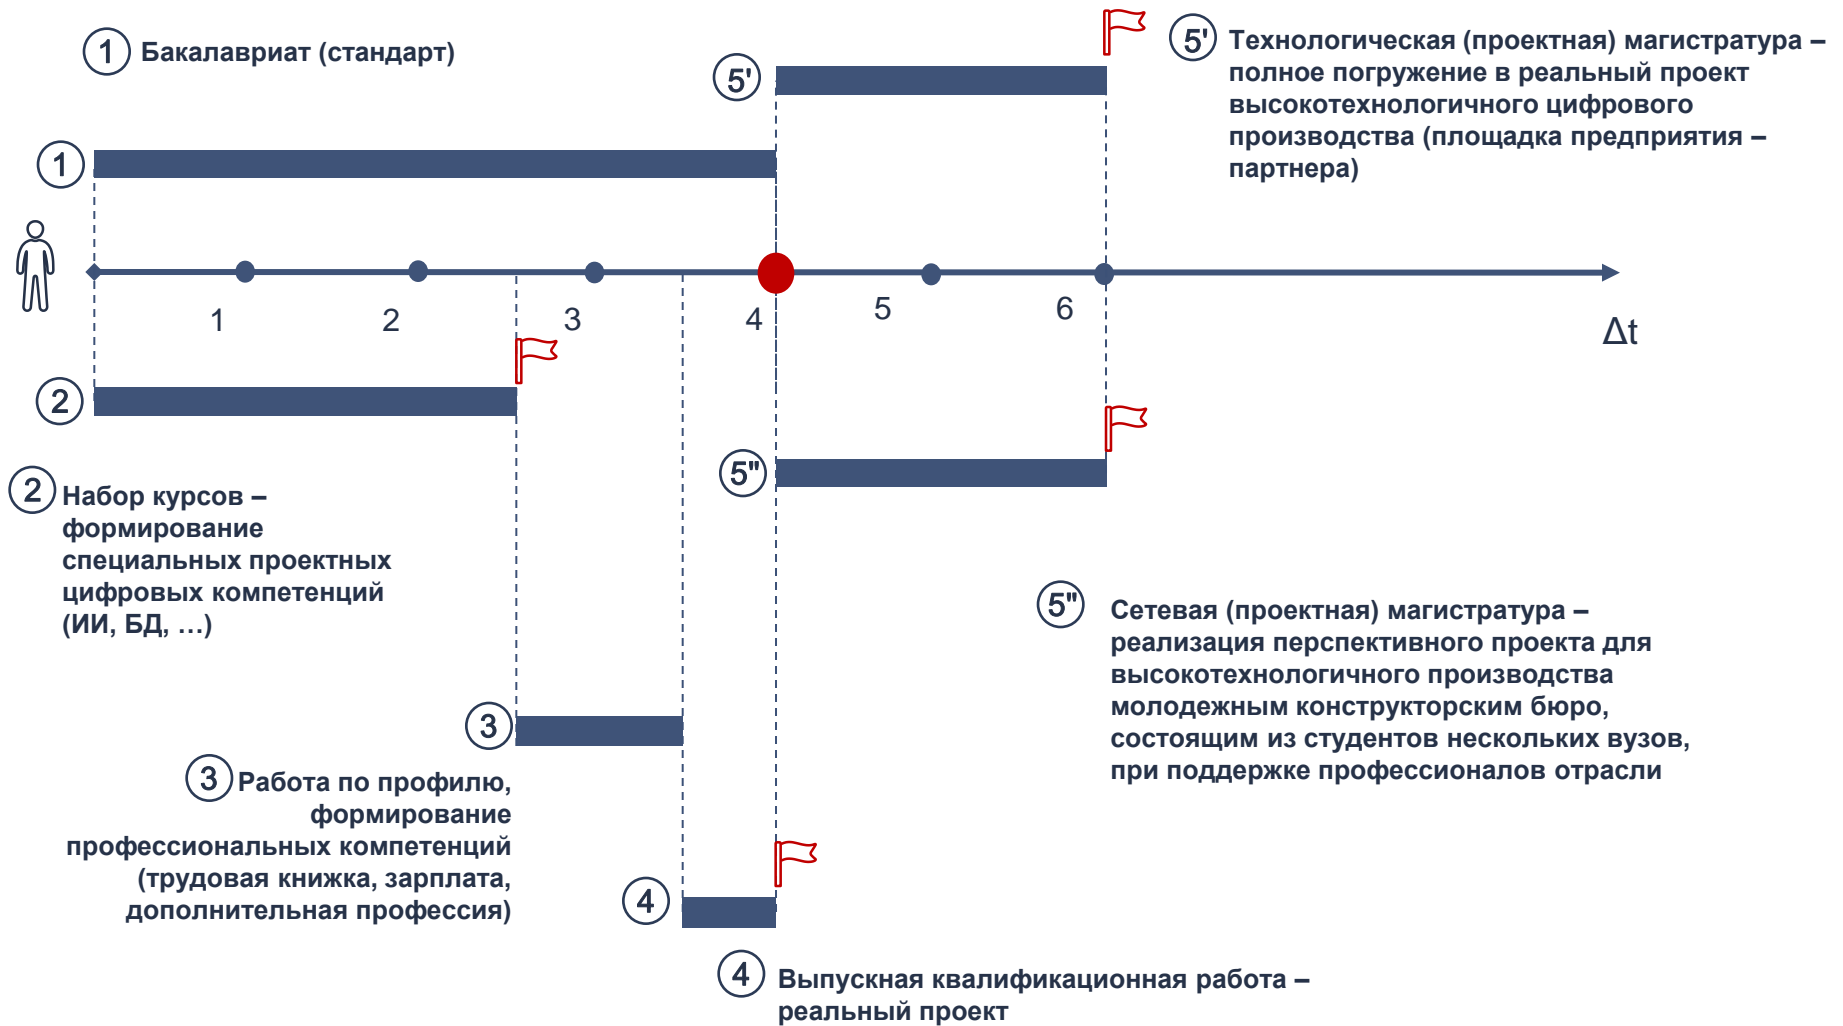 1 Бакалавриат (стандарт)
5'
5' Технологическая (проектная) магистратура –
полное погружение в реальный проект
высокотехнологичного цифрового
производства (площадка предприятия –
партнера)
1
1 2 3 4 5 6
Δt
2
2 Набор курсов –
формирование
специальных проектных
цифровых компетенций
(ИИ, БД, …)
5"
5" Сетевая (проектная) магистратура –
реализация перспективного проекта для
высокотехнологичного производства
молодежным конструкторским бюро,
состоящим из студентов нескольких вузов,
при поддержке профессионалов отрасли
3
3 Работа по профилю,
формирование
профессиональных компетенций
(трудовая книжка, зарплата,
дополнительная профессия)
4
4 Выпускная квалификационная работа –
реальный проект